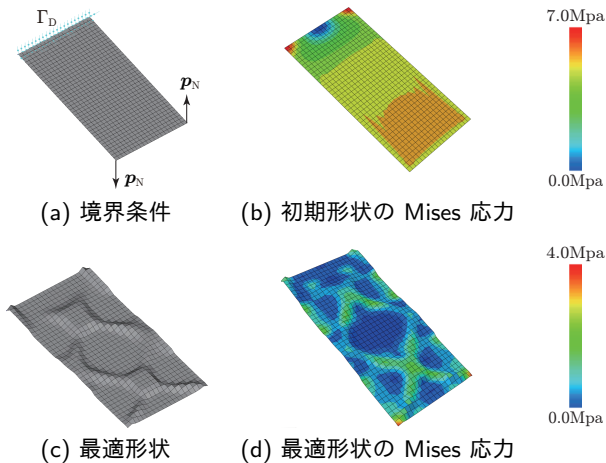 Γ_D
7.0Mpa
p_N
p_N
0.0Mpa
(a) 境界条件
(b) 初期形状の Mises 応力
4.0Mpa
0.0Mpa
(c) 最適形状
(d) 最適形状の Mises 応力